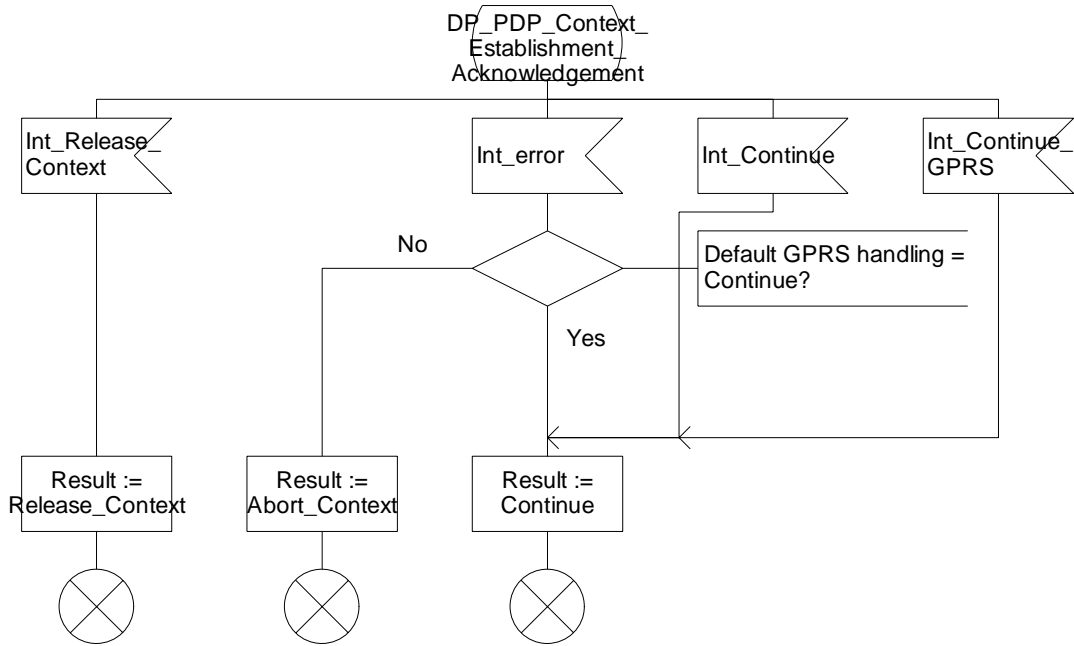 DP_PDP_Context_
Establishment_
Acknowledgement
Int_Release_
Context
Int_error
Int_Continue
Int_Continue_
GPRS
No
Default GPRS handling =
Continue?
Yes
Result :=
Release_Context
Result :=
Abort_Context
Result :=
Continue